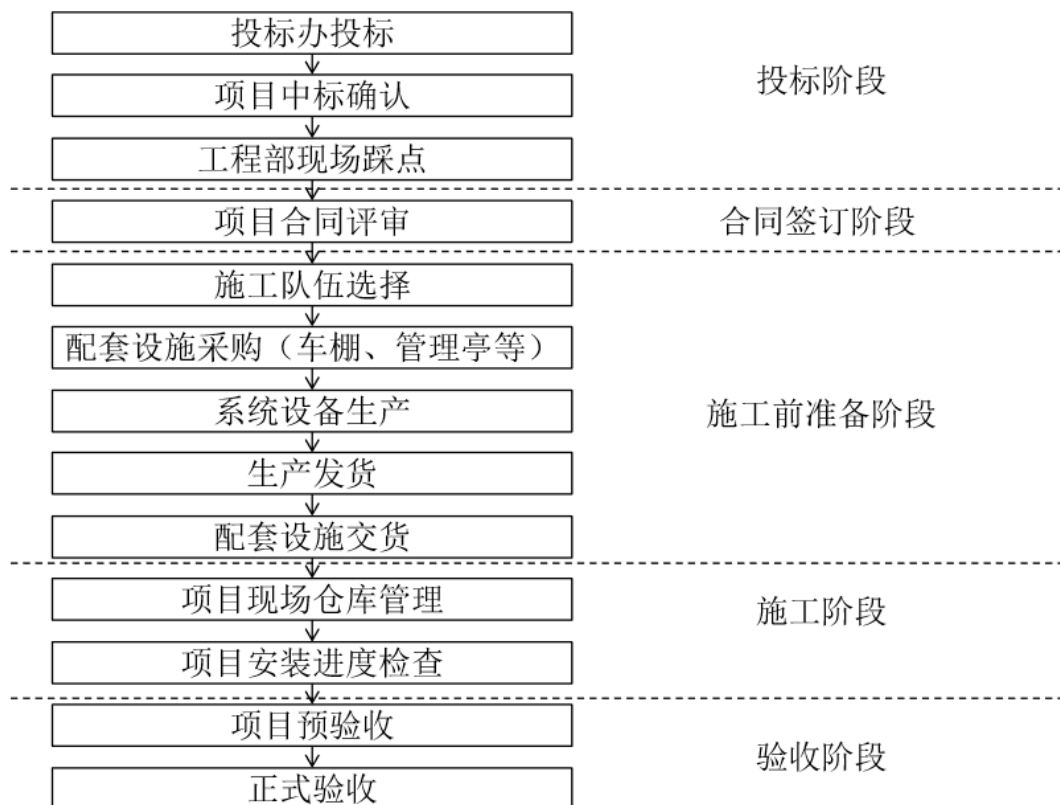 投标办投标
项目中标确认
投标阶段
工程部现场踩点
项目合同评审
合同签订阶段
施工队伍选择
配套设施采购（车棚、管理亭等）
系统设备生产
施工前准备阶段
生产发货
配套设施交货
项目现场仓库管理
施工阶段
项目安装进度检查
项目预验收
验收阶段
正式验收